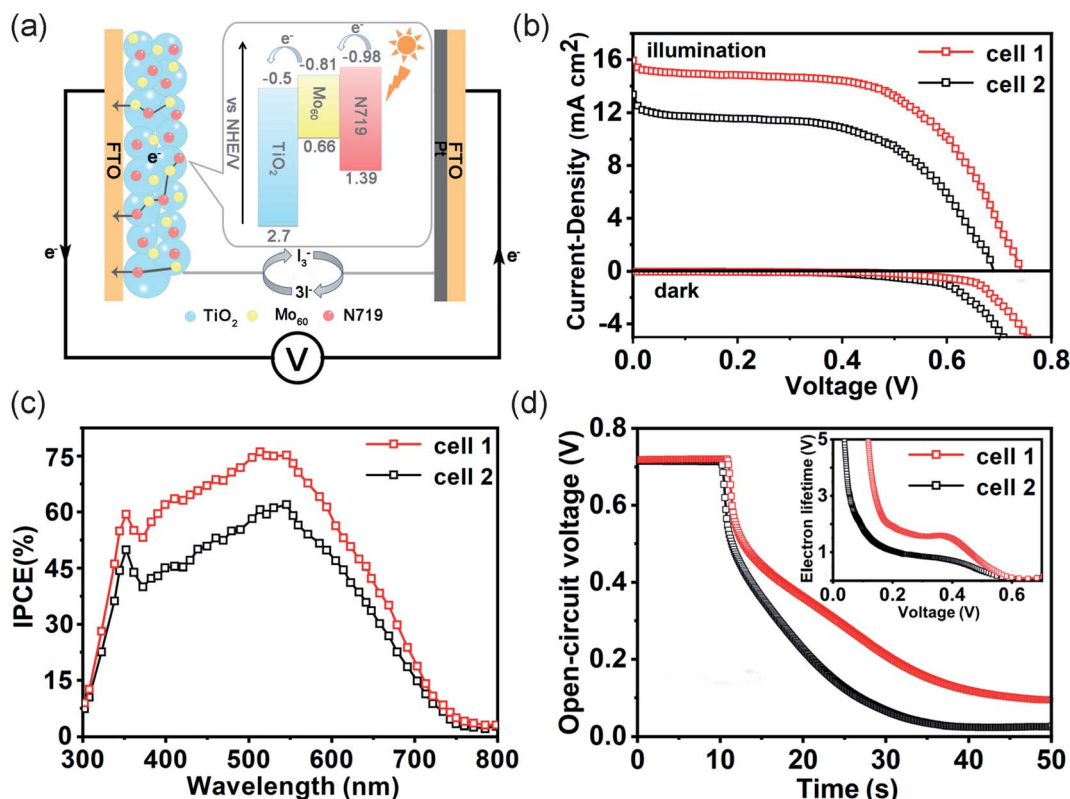 (a)
FTO
e-
vs NHE/V
e-
e-
-0.5
-0.81
-0.98
TiO2
Mo60
N719
0.66
1.39
2.7
I3-
3I-
Pt
FTO
e-
e-
TiO2
Mo60
N719
V
(b)
illumination
cell 1
cell 2
dark
Current-Density (mA cm2)
16
12
8
4
0
-4
0.0
0.2
0.4
0.6
0.8
Voltage (V)
(c)
cell 1
cell 2
IPCE(%)
75
60
45
30
15
0
300
400
500
600
700
800
Wavelength (nm)
(d)
Open-circuit voltage (V)
0.8
0.6
0.4
0.2
0.0
0
10
20
30
40
50
Time (s)
cell 1
cell 2
Electron lifetime (V)
5
3
1
0.0
0.2
0.4
0.6
Voltage (V)